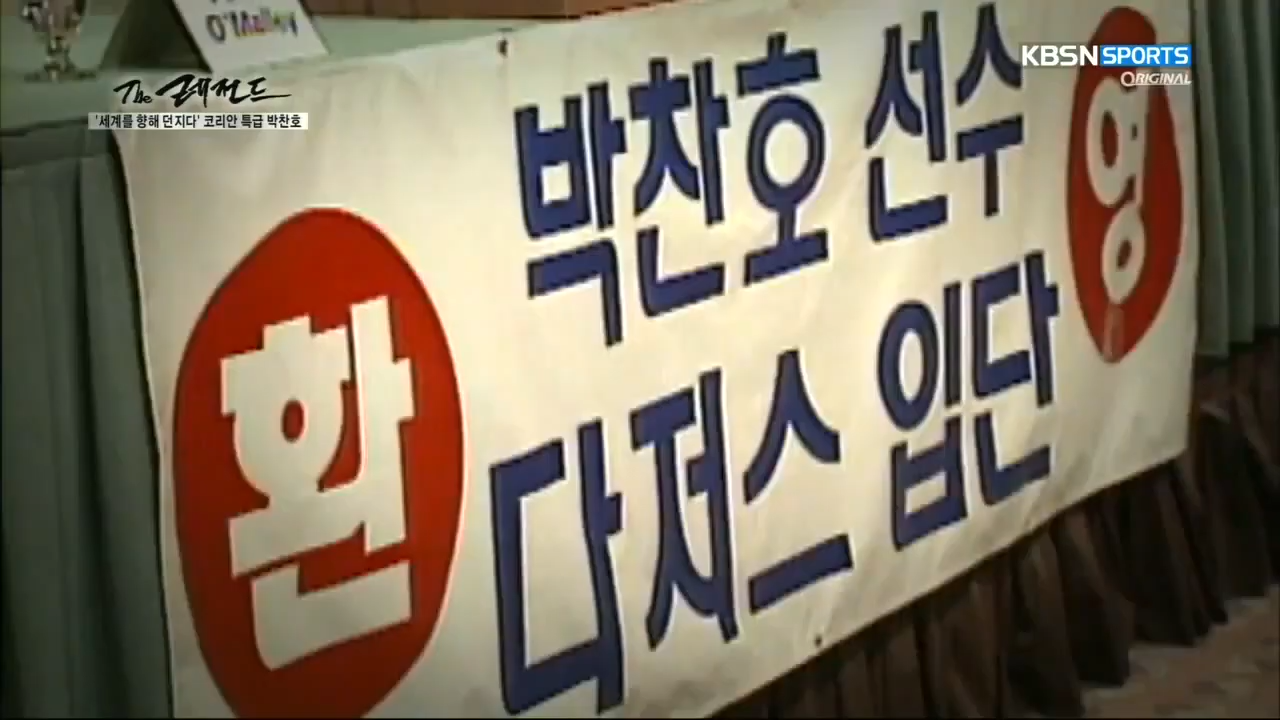 O'Malley
The 레전드
'세계를 향해 던지다' 코리안 특급 박찬호
KBSN SPORTS
ORIGINAL
환
박찬호 선수
다저스 입단
영